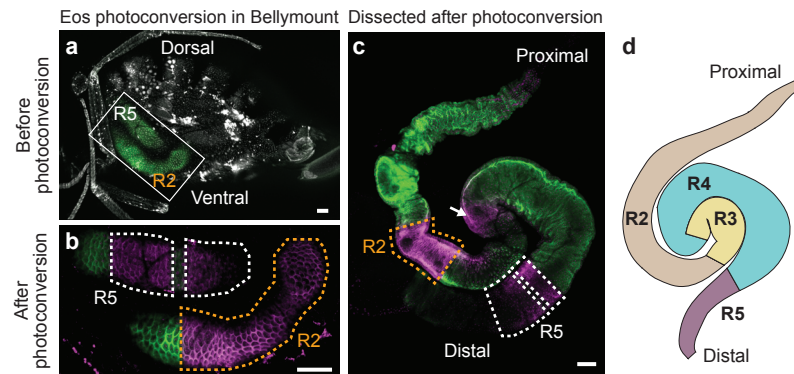 Eos photoconversion in Bellymount
Dissected after photoconversion
Before
photoconversion
After
photoconversion
a
Dorsal
R5
R2
Ventral
b
R5
R2
c
Proximal
R2
R5
Distal
d
Proximal
R4
R3
R2
R5
Distal